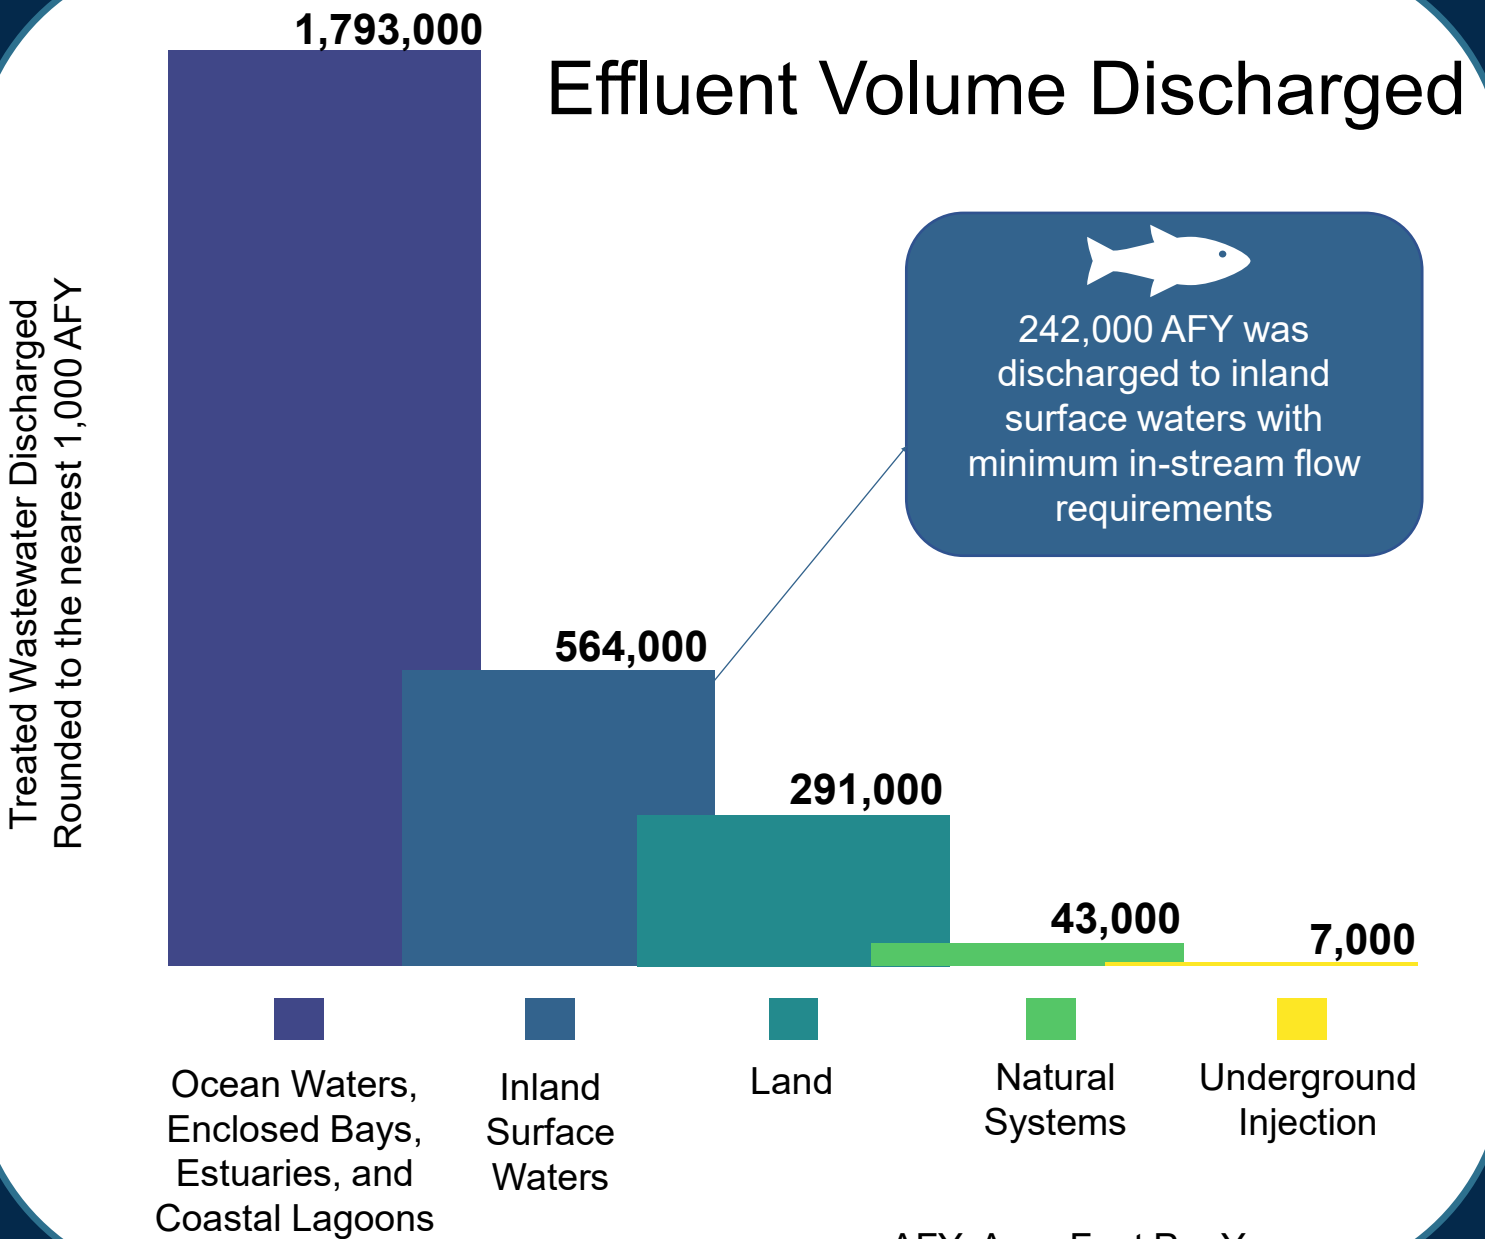 Effluent Volume Discharged
Treated Wastewater Discharged
Rounded to the nearest 1,000 AFY
1,793,000
564,000
291,000
43,000
7,000
242,000 AFY was
discharged to inland
surface waters with
minimum in-stream flow
requirements
Ocean Waters,
Enclosed Bays,
Estuaries, and
Coastal Lagoons
Inland
Surface
Waters
Land
Natural
Systems
Underground
Injection